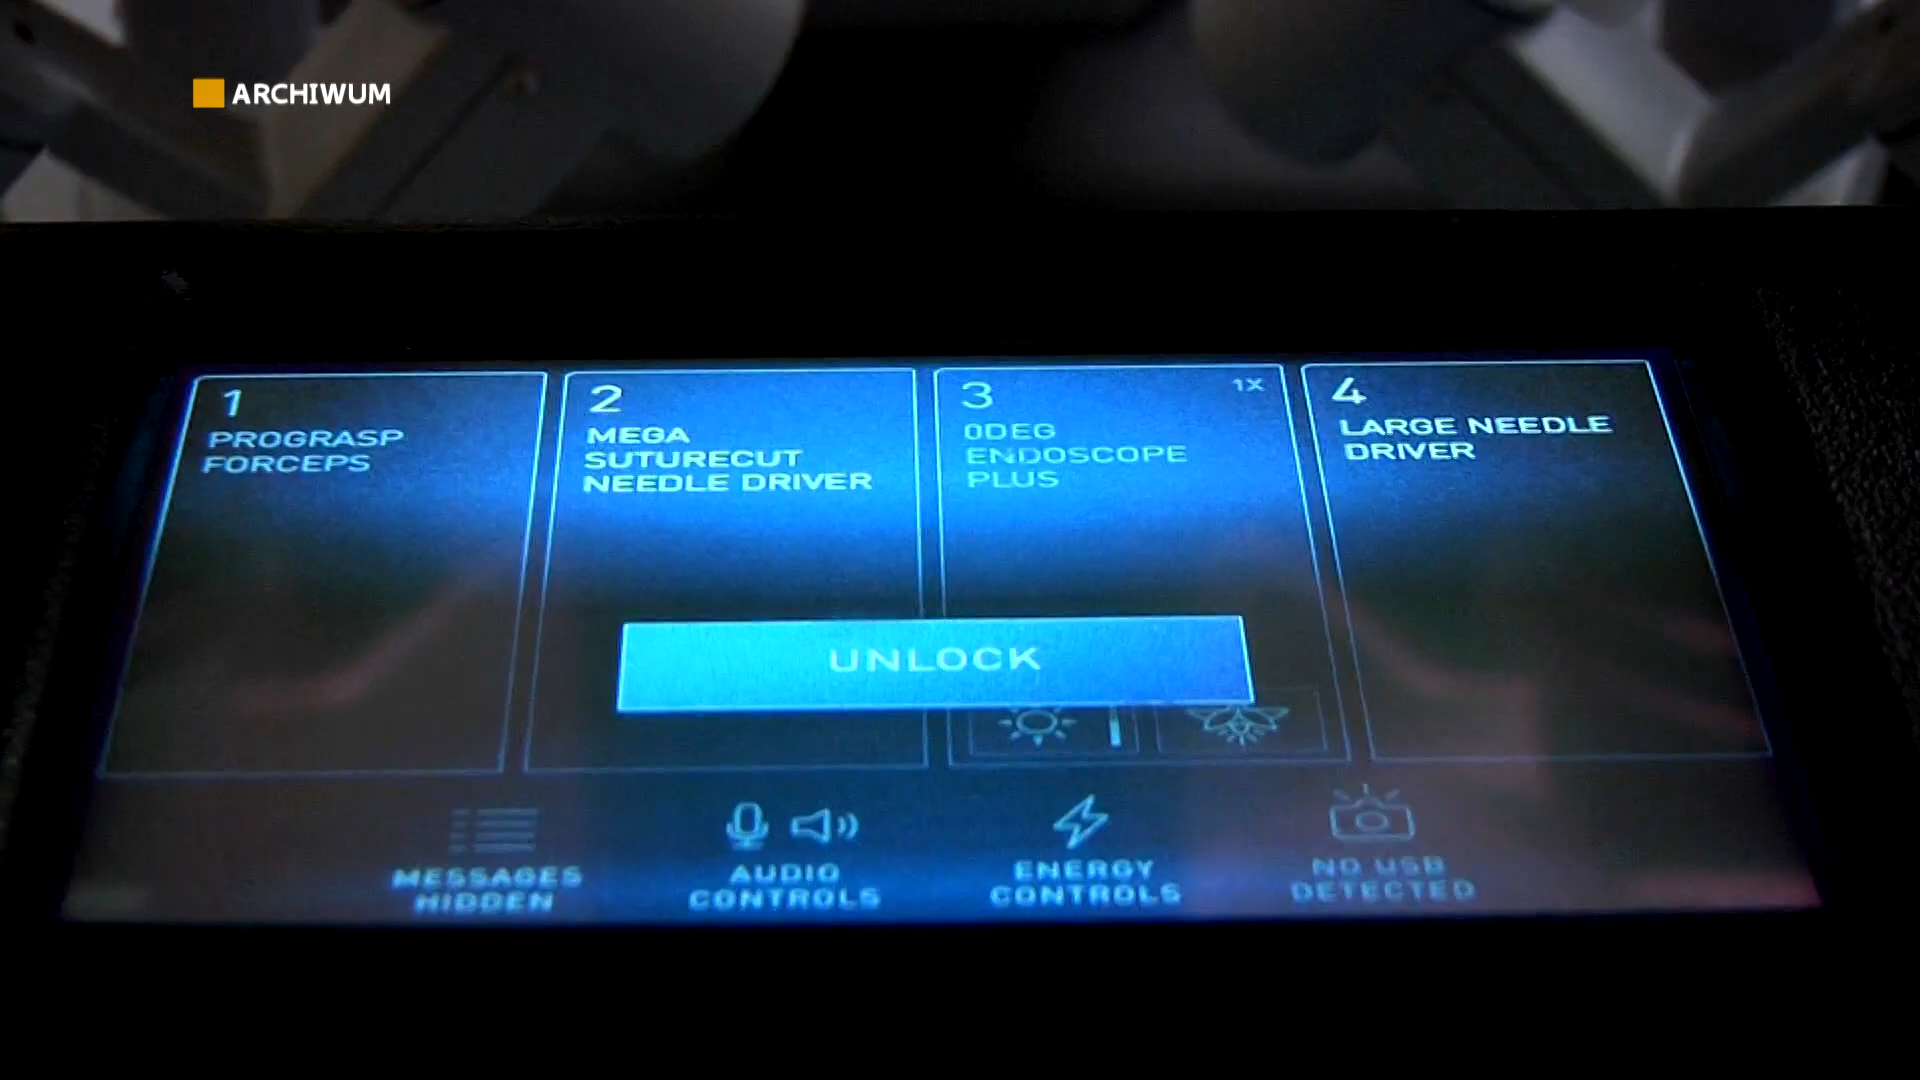 ARCHIWUM
1
PROGRASP
FORCEPS
2
MEGA
SUTURECUT
NEEDLE DRIVER
3
1X
0DEG
ENDOSCOPE
PLUS
4
LARGE NEEDLE
DRIVER
UNLOCK
MESSAGES
HIDDEN
AUDIO
CONTROLS
ENERGY
CONTROLS
NO USB
DETECTED